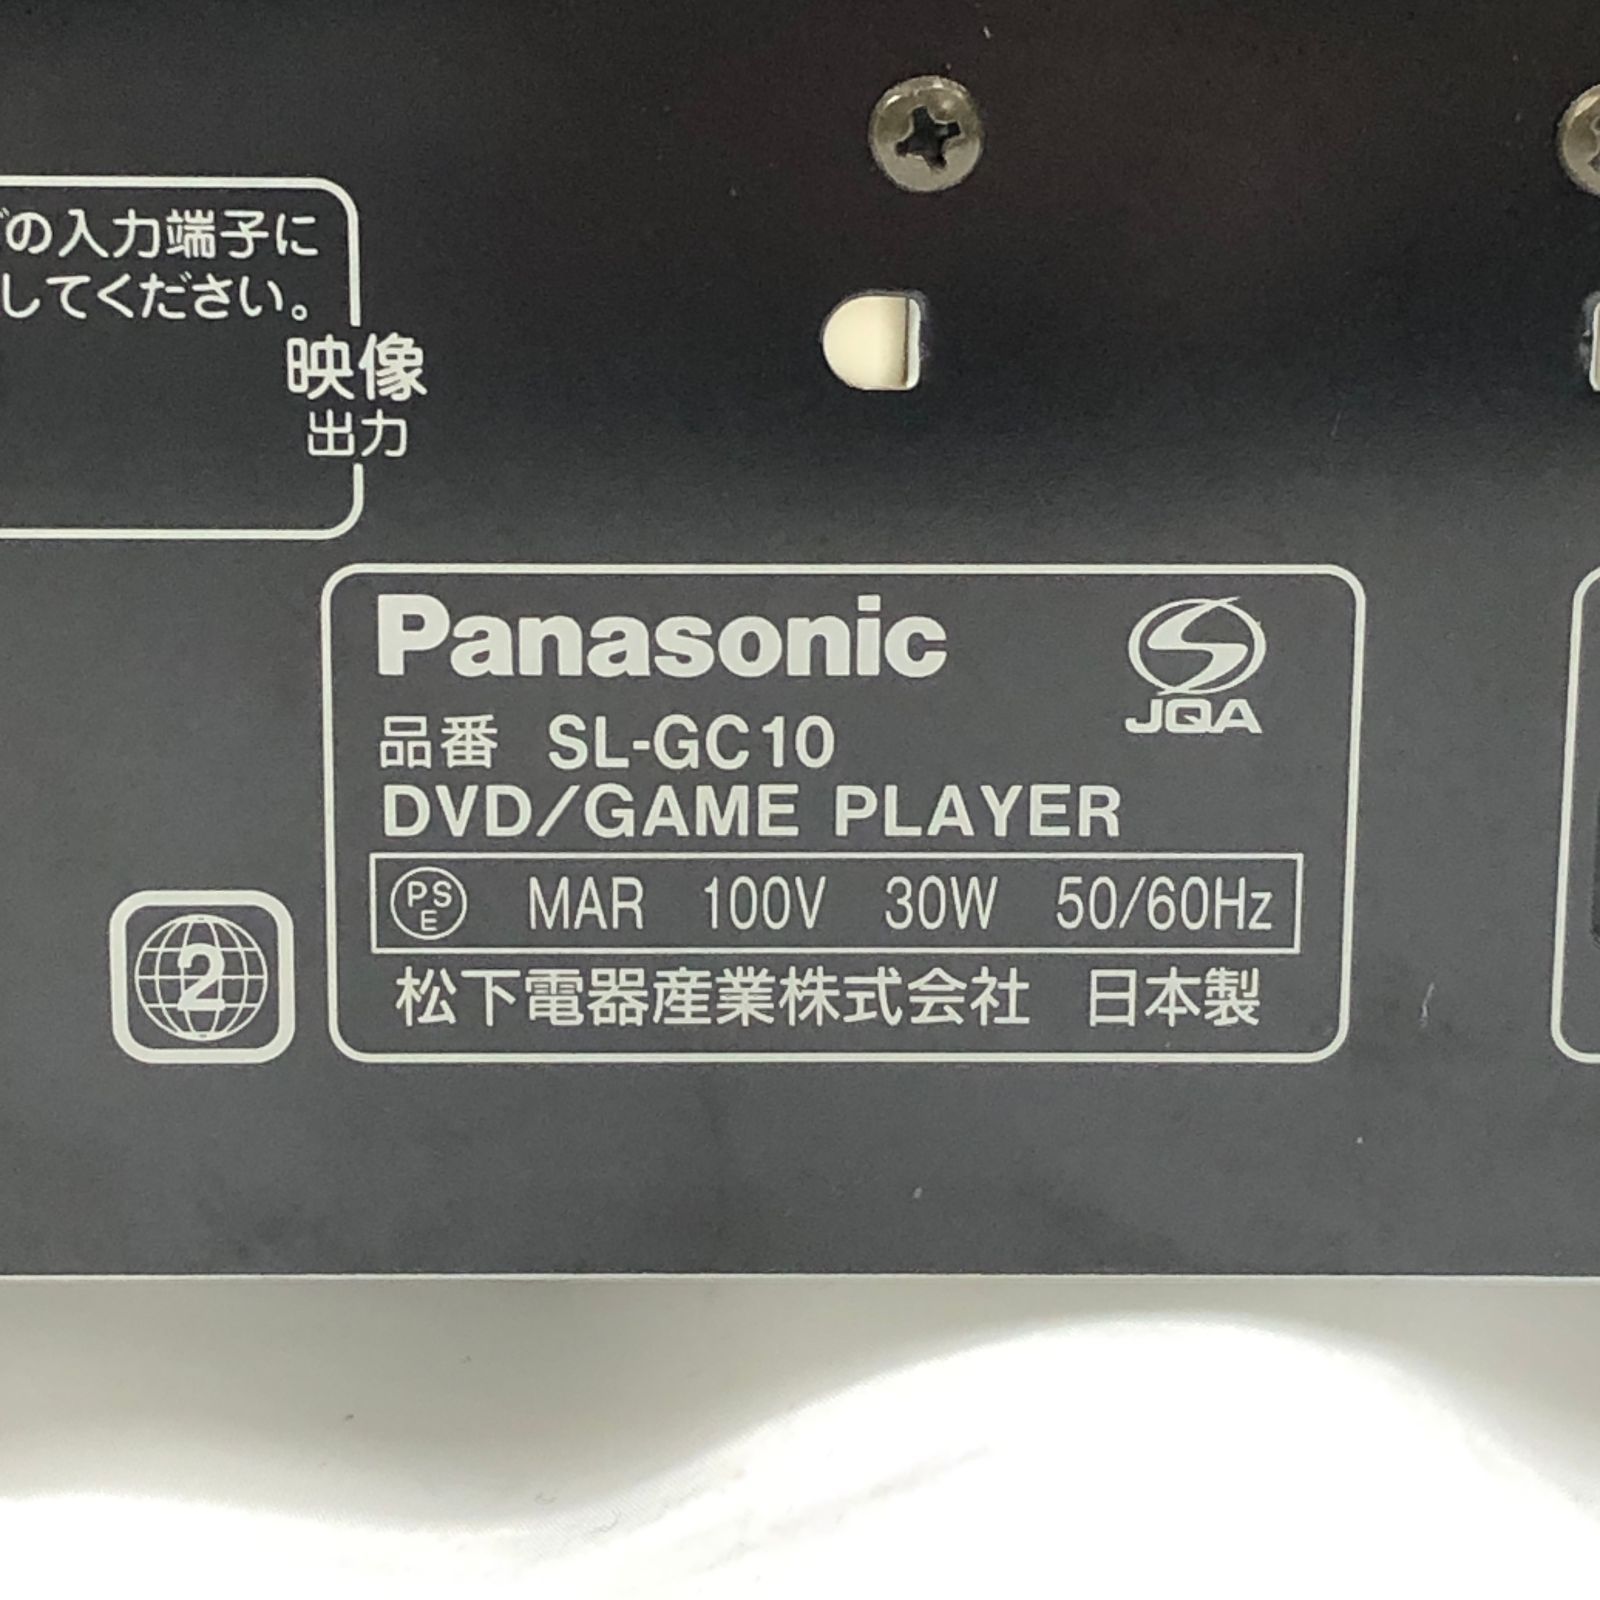 の入力端子に
してください。
映像
出力
Panasonic
JQA
品番 SL-GC10
DVD/GAME PLAYER
PSE MAR 100V 30W 50/60Hz
2
松下電器産業株式会社 日本製